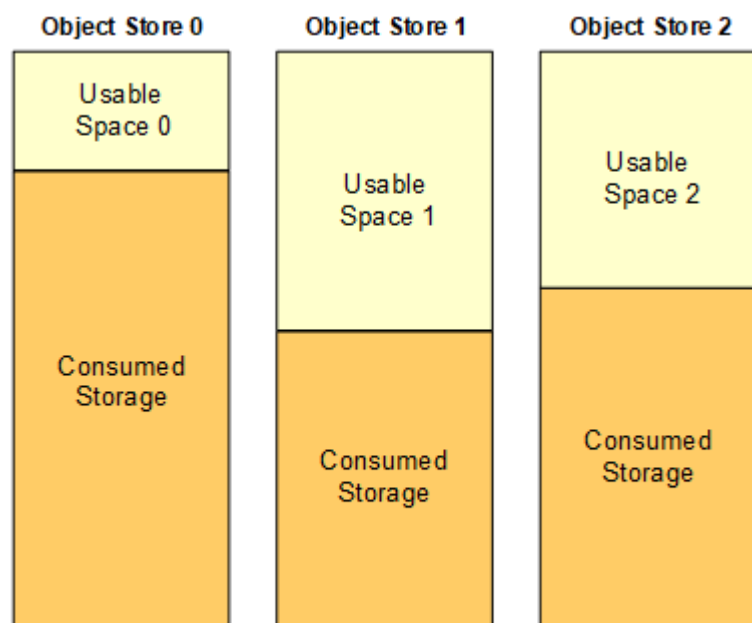 Object Store 0
Object Store 1
Object Store 2
Usable
Space 0
Usable
Space 1
Usable
Space 2
Consumed
Storage
Consumed
Storage
Consumed
Storage